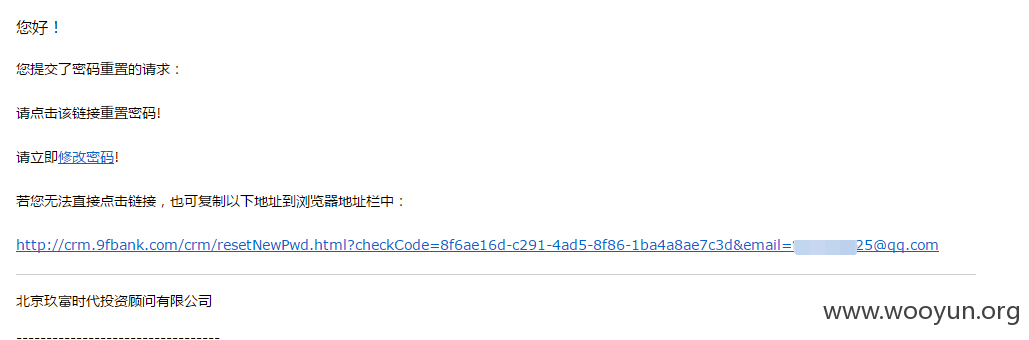 您好！
您提交了密码重置的请求：
请点击该链接重置密码!
请立即修改密码!
若您无法直接点击链接，也可复制以下地址到浏览器地址栏中：
http://crm.9fbank.com/crm/resetNewPwd.html?checkCode=8f6ae16d-c291-4ad5-8f86-1ba4a8ae7c3d&email= 25@qq.com
北京玖富时代投资顾问有限公司
www.wooyun.org
----------------------------------